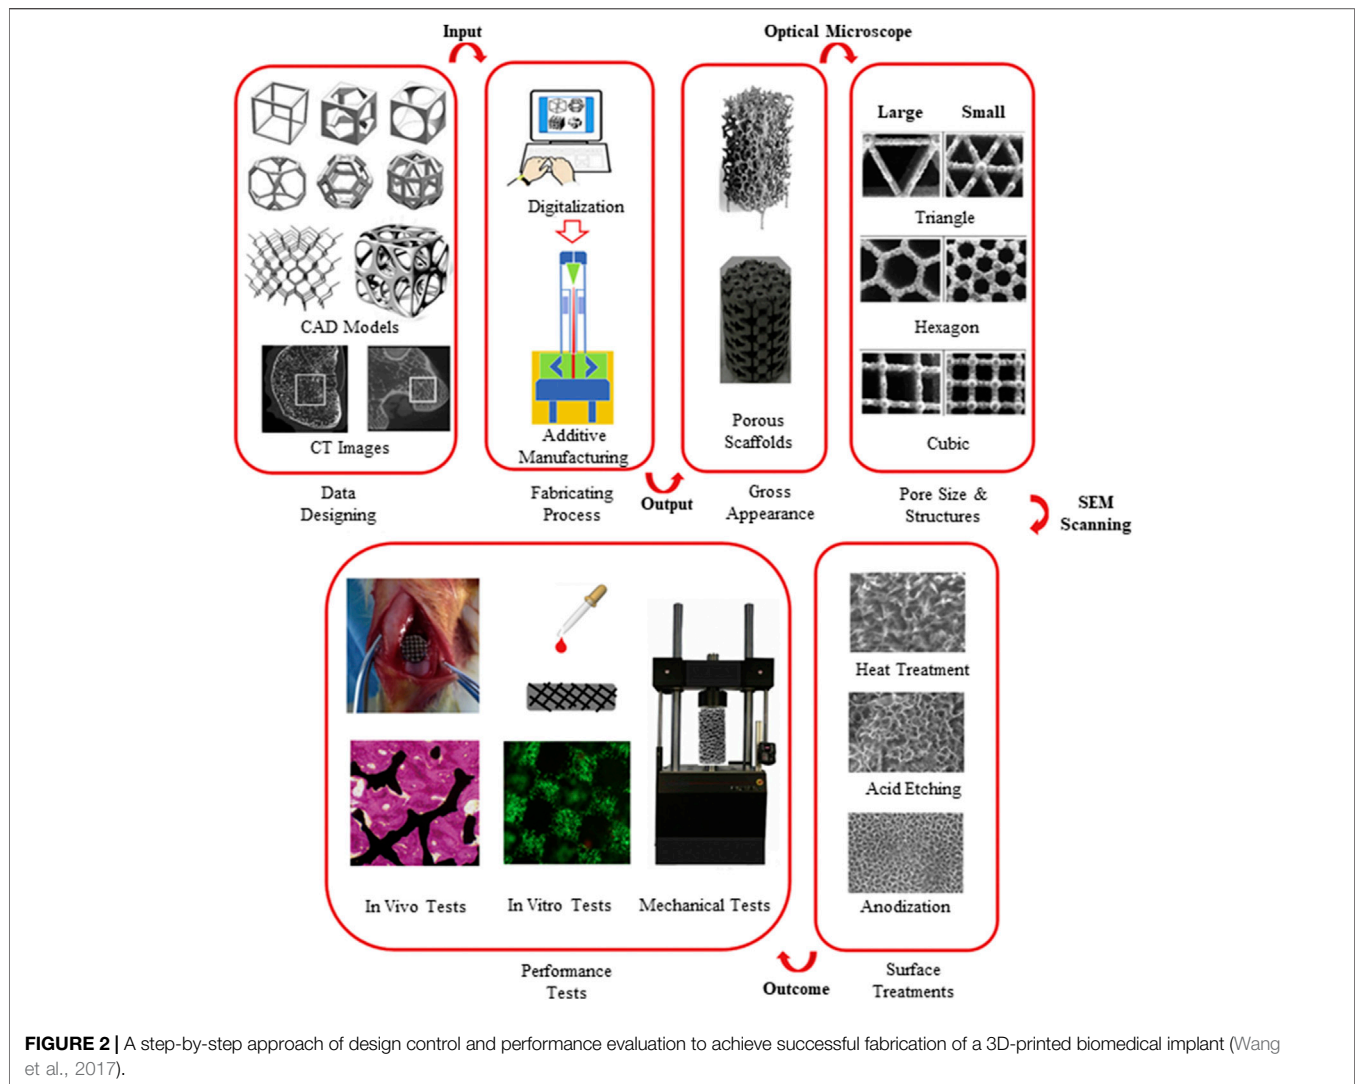 Input
Optical Microscope
Large
Small
Digitalization
Triangle
CAD Models
Hexagon
CT Images
Additive
Manufacturing
Porous
Scaffolds
Cubic
Data
Designing
Fabricating
Process
Output
Gross
Appearance
Pore Size &
Structures
SEM
Scanning
Heat Treatment
Acid Etching
In Vivo Tests
In Vitro Tests
Mechanical Tests
Anodization
Performance
Tests
Outcome
Surface
Treatments
FIGURE 2 | A step-by-step approach of design control and performance evaluation to achieve successful fabrication of a 3D-printed biomedical implant (Wang
et al., 2017).